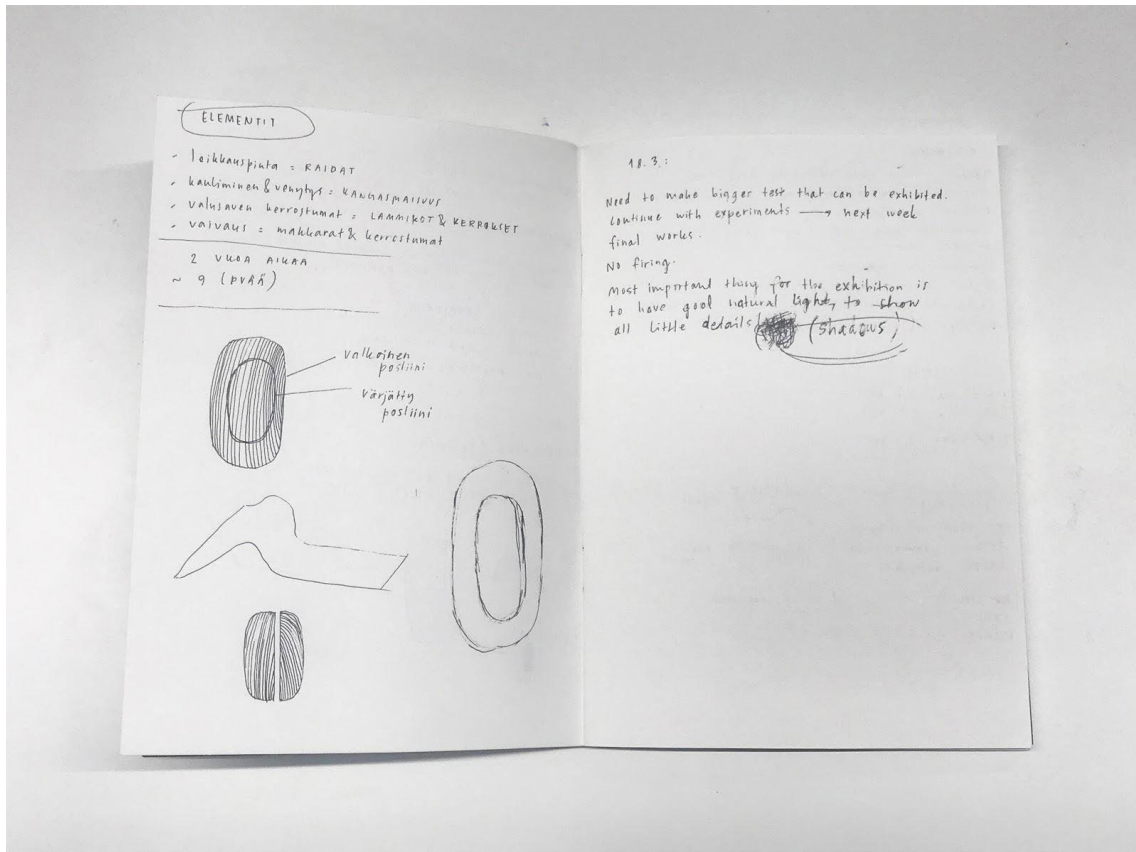 ELEMENTIT
- leikkauspinta = RAIDAT
- kauliminen & venytys = KANGASMAISUUS
- valusaven kerrostumat = LAMMIKOT & KERROKSET
- vaivaus = makkarat & kerrostumat
2 VKOA AIKAA
~ 9 (PVÄÄ)
valkoinen
posliini
värjätty
posliini
18.3.:
Need to make bigger test that can be exhibited.
Continue with experiments → next week
final works.
No firing.
Most important thing for the exhibition is
to have good natural light, to show
all little details! (shadows)